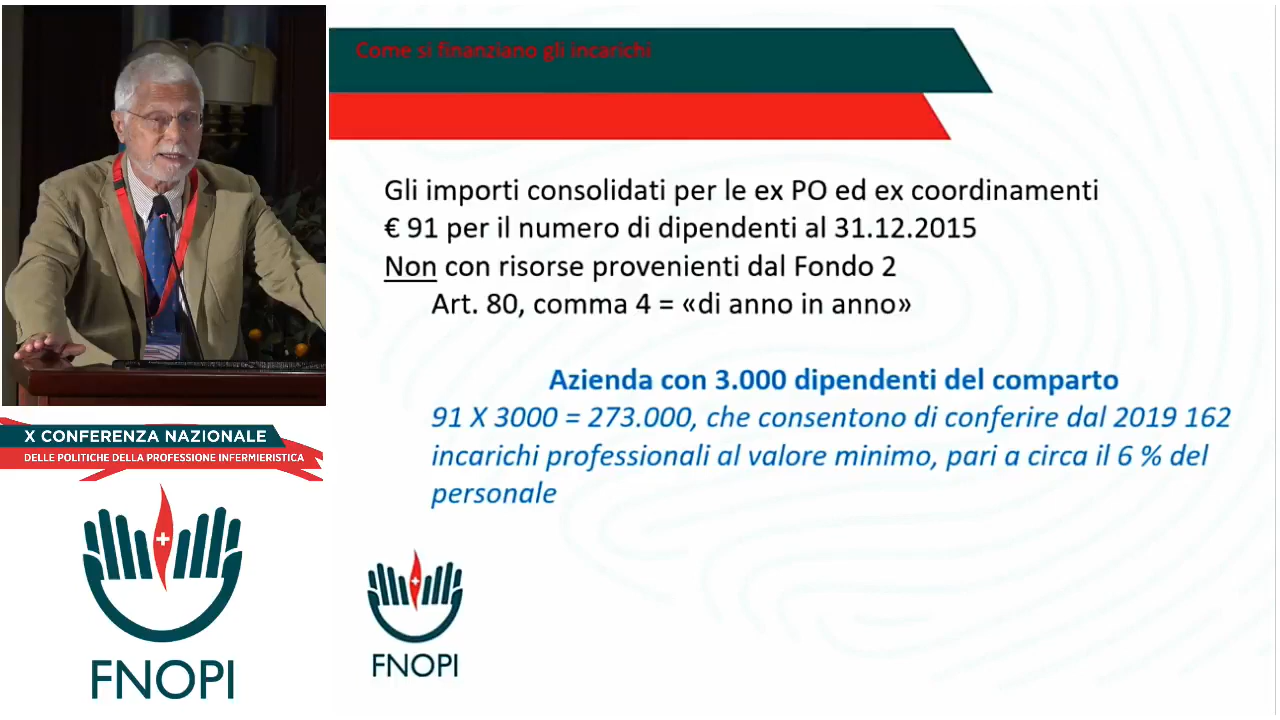 Come si finanziano gli incarichi
Gli importi consolidati per le ex PO ed ex coordinamenti
€ 91 per il numero di dipendenti al 31.12.2015
Non con risorse provenienti dal Fondo 2
Art. 80, comma 4 = «di anno in anno»
Azienda con 3.000 dipendenti del comparto
91 X 3000 = 273.000, che consentono di conferire dal 2019 162
incarichi professionali al valore minimo, pari a circa il 6 % del
personale
FNOPI
X CONFERENZA NAZIONALE
DELLE POLITICHE DELLA PROFESSIONE INFERMIERISTICA
FNOPI